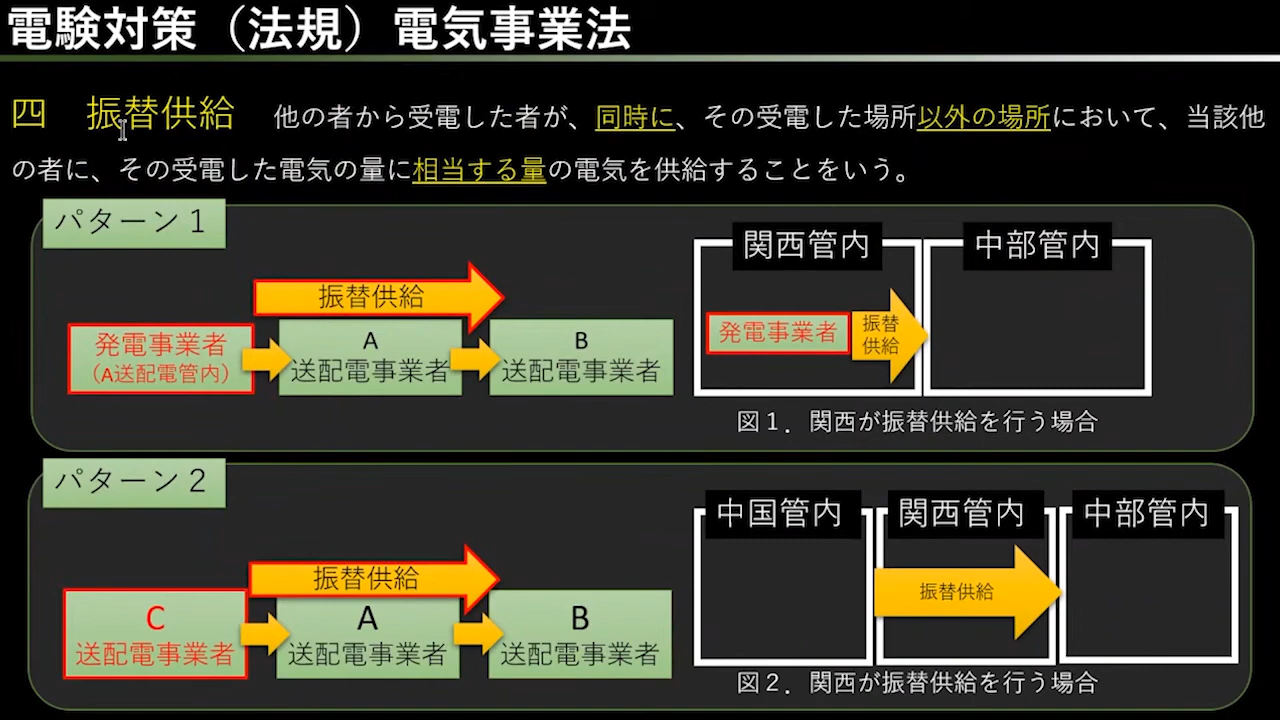 電験対策（法規）電気事業法
四　振替供給　他の者から受電した者が、同時に、その受電した場所以外の場所において、当該他
の者に、その受電した電気の量に相当する量の電気を供給することをいう。
パターン１
振替供給
発電事業者
（A送配電管内）
A
送配電事業者
B
送配電事業者
関西管内
中部管内
発電事業者
振替
供給
図１．関西が振替供給を行う場合
パターン２
振替供給
C
送配電事業者
A
送配電事業者
B
送配電事業者
中国管内
関西管内
中部管内
振替供給
図２．関西が振替供給を行う場合